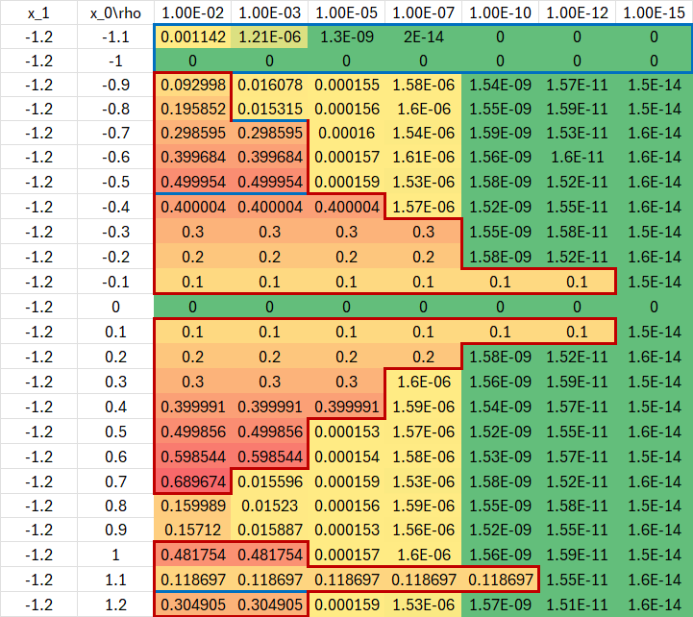 x_1 x_0\rho 1.00E-02 1.00E-03 1.00E-05 1.00E-07 1.00E-10 1.00E-12 1.00E-15
-1.2 -1.1 0.001142 1.21E-06 1.3E-09 2E-14 0 0 0
-1.2 -1 0 0 0 0 0 0 0
-1.2 -0.9 0.092998 0.016078 0.000155 1.58E-06 1.54E-09 1.57E-11 1.5E-14
-1.2 -0.8 0.195852 0.015315 0.000156 1.6E-06 1.55E-09 1.59E-11 1.5E-14
-1.2 -0.7 0.298595 0.298595 0.00016 1.54E-06 1.59E-09 1.53E-11 1.6E-14
-1.2 -0.6 0.399684 0.399684 0.000157 1.61E-06 1.56E-09 1.6E-11 1.6E-14
-1.2 -0.5 0.499954 0.499954 0.000159 1.53E-06 1.58E-09 1.52E-11 1.6E-14
-1.2 -0.4 0.400004 0.400004 0.400004 1.57E-06 1.52E-09 1.55E-11 1.6E-14
-1.2 -0.3 0.3 0.3 0.3 0.3 1.55E-09 1.58E-11 1.5E-14
-1.2 -0.2 0.2 0.2 0.2 0.2 1.58E-09 1.52E-11 1.6E-14
-1.2 -0.1 0.1 0.1 0.1 0.1 0.1 0.1 1.5E-14
-1.2 0 0 0 0 0 0 0 0
-1.2 0.1 0.1 0.1 0.1 0.1 0.1 0.1 1.5E-14
-1.2 0.2 0.2 0.2 0.2 0.2 1.58E-09 1.52E-11 1.6E-14
-1.2 0.3 0.3 0.3 0.3 1.6E-06 1.56E-09 1.59E-11 1.5E-14
-1.2 0.4 0.399991 0.399991 0.399991 1.59E-06 1.54E-09 1.57E-11 1.5E-14
-1.2 0.5 0.499856 0.499856 0.000153 1.57E-06 1.52E-09 1.55E-11 1.6E-14
-1.2 0.6 0.598544 0.598544 0.000154 1.58E-06 1.53E-09 1.57E-11 1.5E-14
-1.2 0.7 0.689674 0.015596 0.000159 1.53E-06 1.58E-09 1.52E-11 1.6E-14
-1.2 0.8 0.159989 0.01523 0.000156 1.59E-06 1.55E-09 1.58E-11 1.5E-14
-1.2 0.9 0.15712 0.015887 0.000153 1.56E-06 1.52E-09 1.55E-11 1.6E-14
-1.2 1 0.481754 0.481754 0.000157 1.6E-06 1.56E-09 1.59E-11 1.5E-14
-1.2 1.1 0.118697 0.118697 0.118697 0.118697 0.118697 1.55E-11 1.6E-14
-1.2 1.2 0.304905 0.304905 0.000159 1.53E-06 1.57E-09 1.51E-11 1.6E-14